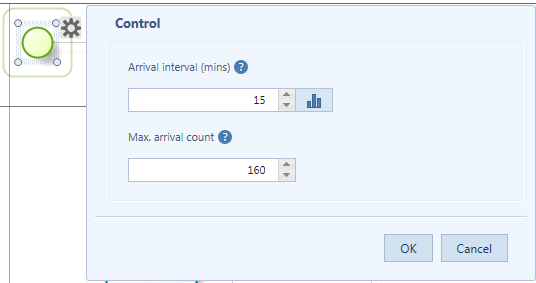 Control
Arrival interval (mins) ?
15
Max. arrival count ?
160
OK Cancel